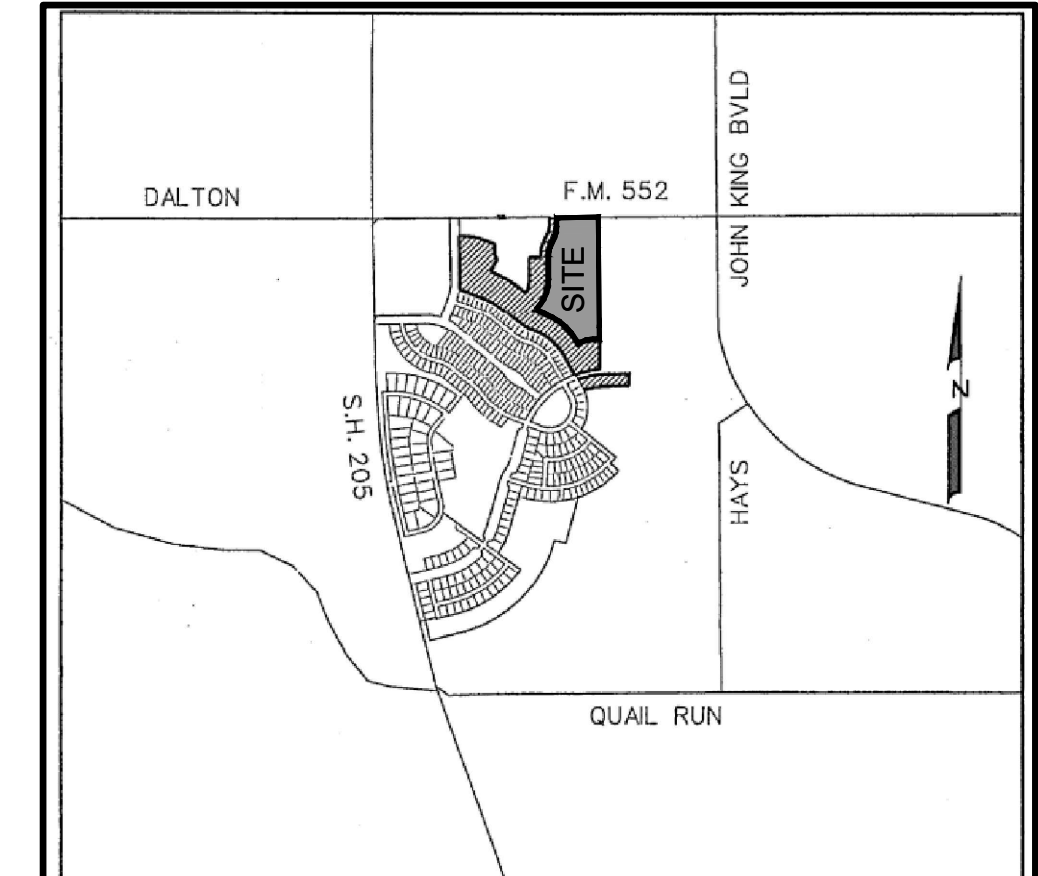 JOHN KING BVLD
DALTON
F.M. 552
SITE
N
S.H. 205
HAYS
QUAIL RUN